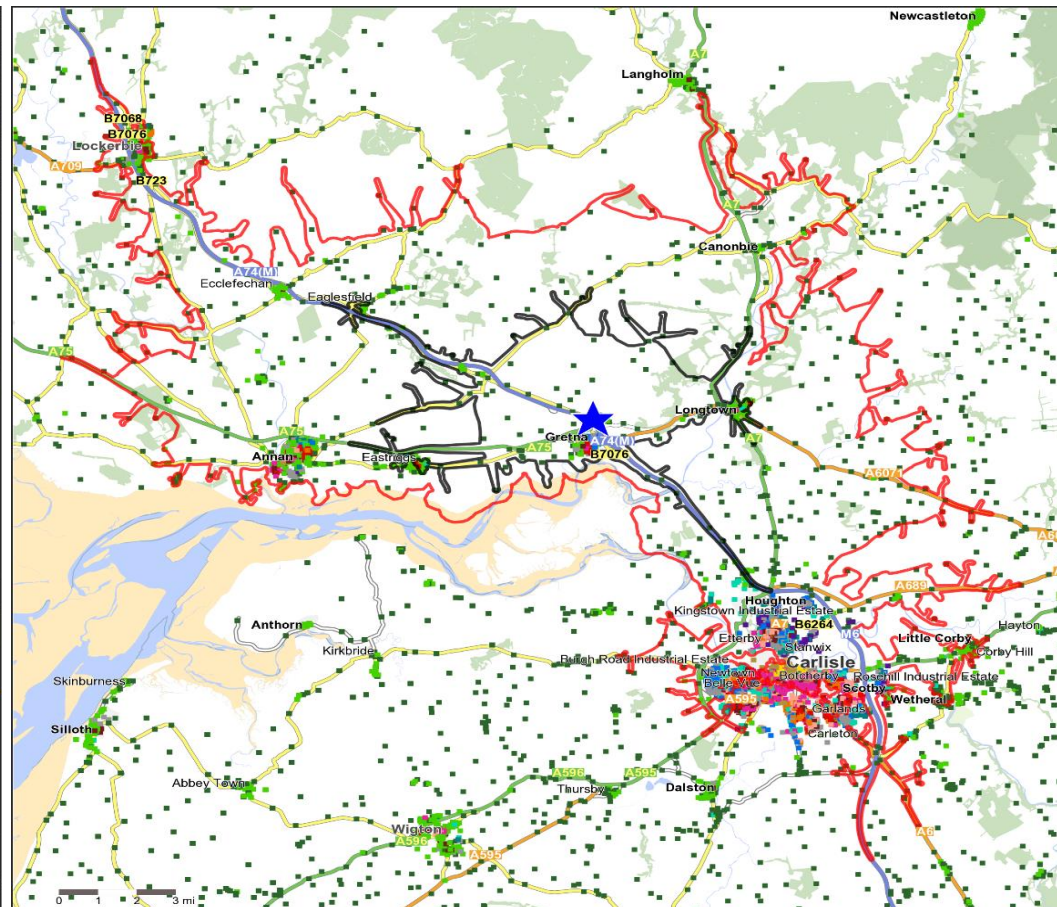 Newcastleton
A7
Langholm
B7068
B7076
Lockerbie
A709
B723
A7
Canonbie
A74(M)
Ecclefechan
Eaglesfield
A75
Longtown
Gretna
A74(M)
A75
A75
B7076
A7
Annan
Eastriggs
A6071
A689
Houghton
Kingstown Industrial Estate
A7
B6264
M6
Hayton
Anthorn
Etterby
Stanwix
Little Corby
Corby Hill
Kirkbride
Burgh Road Industrial Estate
Carlisle
Newtown
Botcherby
Rosehill Industrial Estate
Belle Vue
Scotby
Skinburness
A595
Wetheral
Garlands
Silloth
Carleton
A596
A595
Abbey Town
Thursby
Dalston
Wigton
A596
A6
A595
0 1 2 3 mi